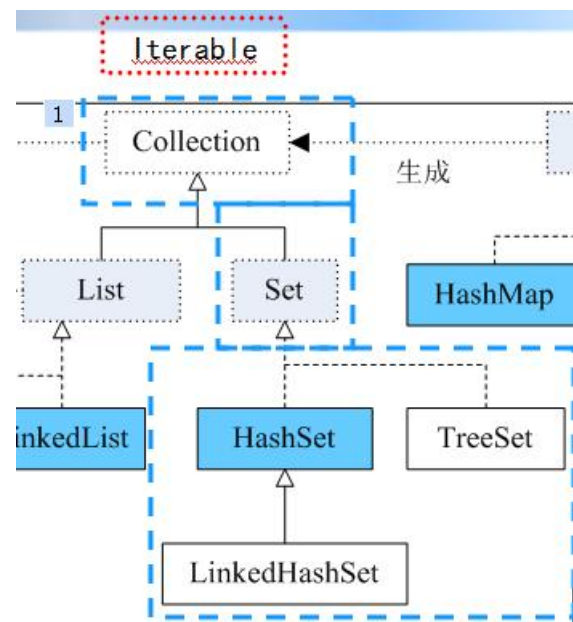 Iterable
1
Collection
生成
List
Set
HashMap
inkedList
HashSet
TreeSet
LinkedHashSet